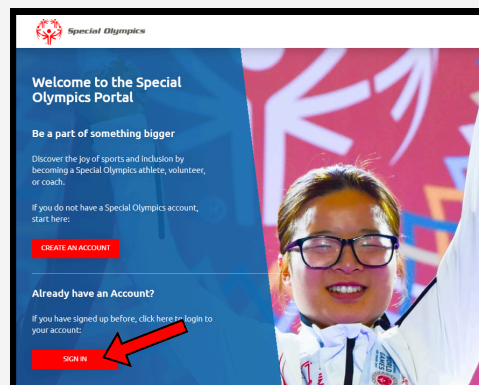 Special Olympics
Welcome to the Special
Olympics Portal
Be a part of something bigger
Discover the joy of sports and inclusion by
becoming a Special Olympics athlete, volunteer,
or coach.
If you do not have a Special Olympics account,
start here:
CREATE AN ACCOUNT
Already have an Account?
If you have signed up before, click here to login to
your account:
SIGN IN
WORLD
GAMES